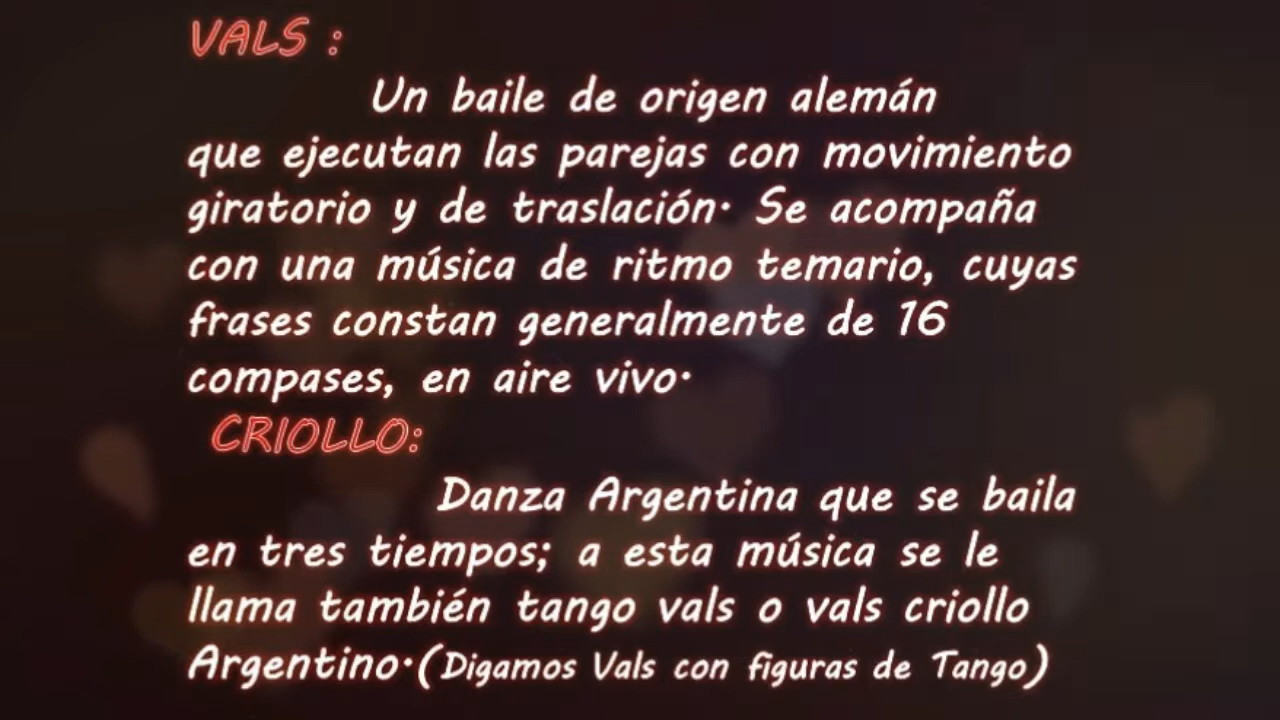 VALS :
Un baile de origen alemán
que ejecutan las parejas con movimiento
giratorio y de traslación· Se acompaña
con una música de ritmo temario, cuyas
frases constan generalmente de 16
compases, en aire vivo·
CRIOLLO:
Danza Argentina que se baila
en tres tiempos; a esta música se le
llama también tango vals o vals criollo
Argentino·(Digamos Vals con figuras de Tango)